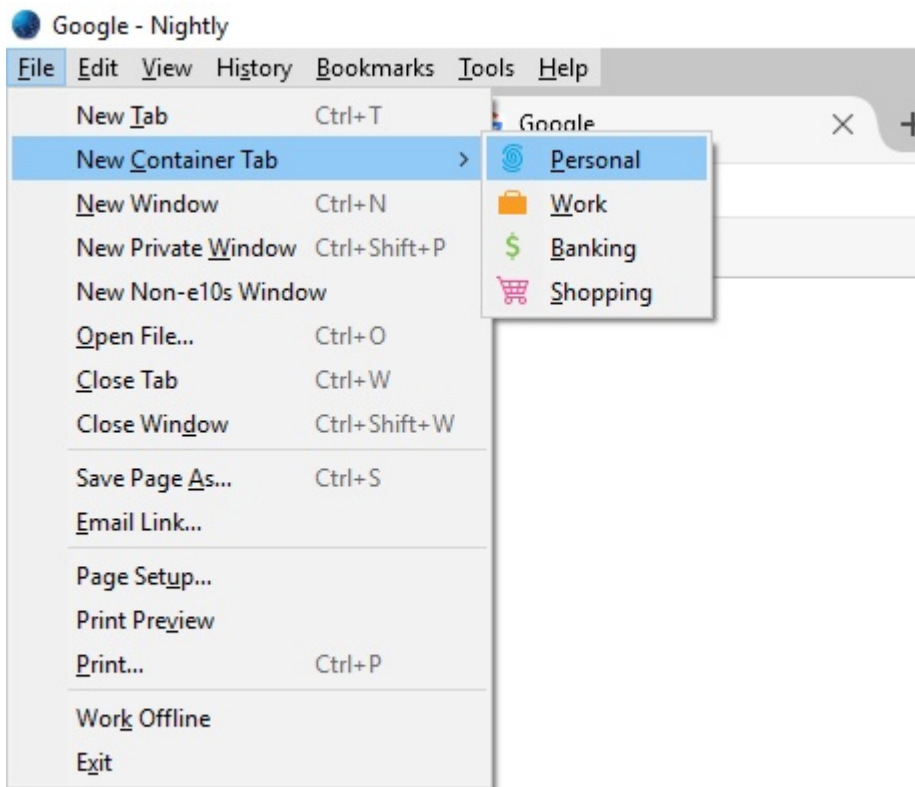 Google - Nightly
File Edit View History Bookmarks Tools Help
Google
New Tab Ctrl+T
New Container Tab
New Window Ctrl+N
New Private Window Ctrl+Shift+P
New Non-e10s Window
Open File... Ctrl+O
Close Tab Ctrl+W
Close Window Ctrl+Shift+W
Save Page As... Ctrl+S
Email Link...
Page Setup...
Print Preview
Print... Ctrl+P
Work Offline
Exit
Personal
Work
$ Banking
Shopping